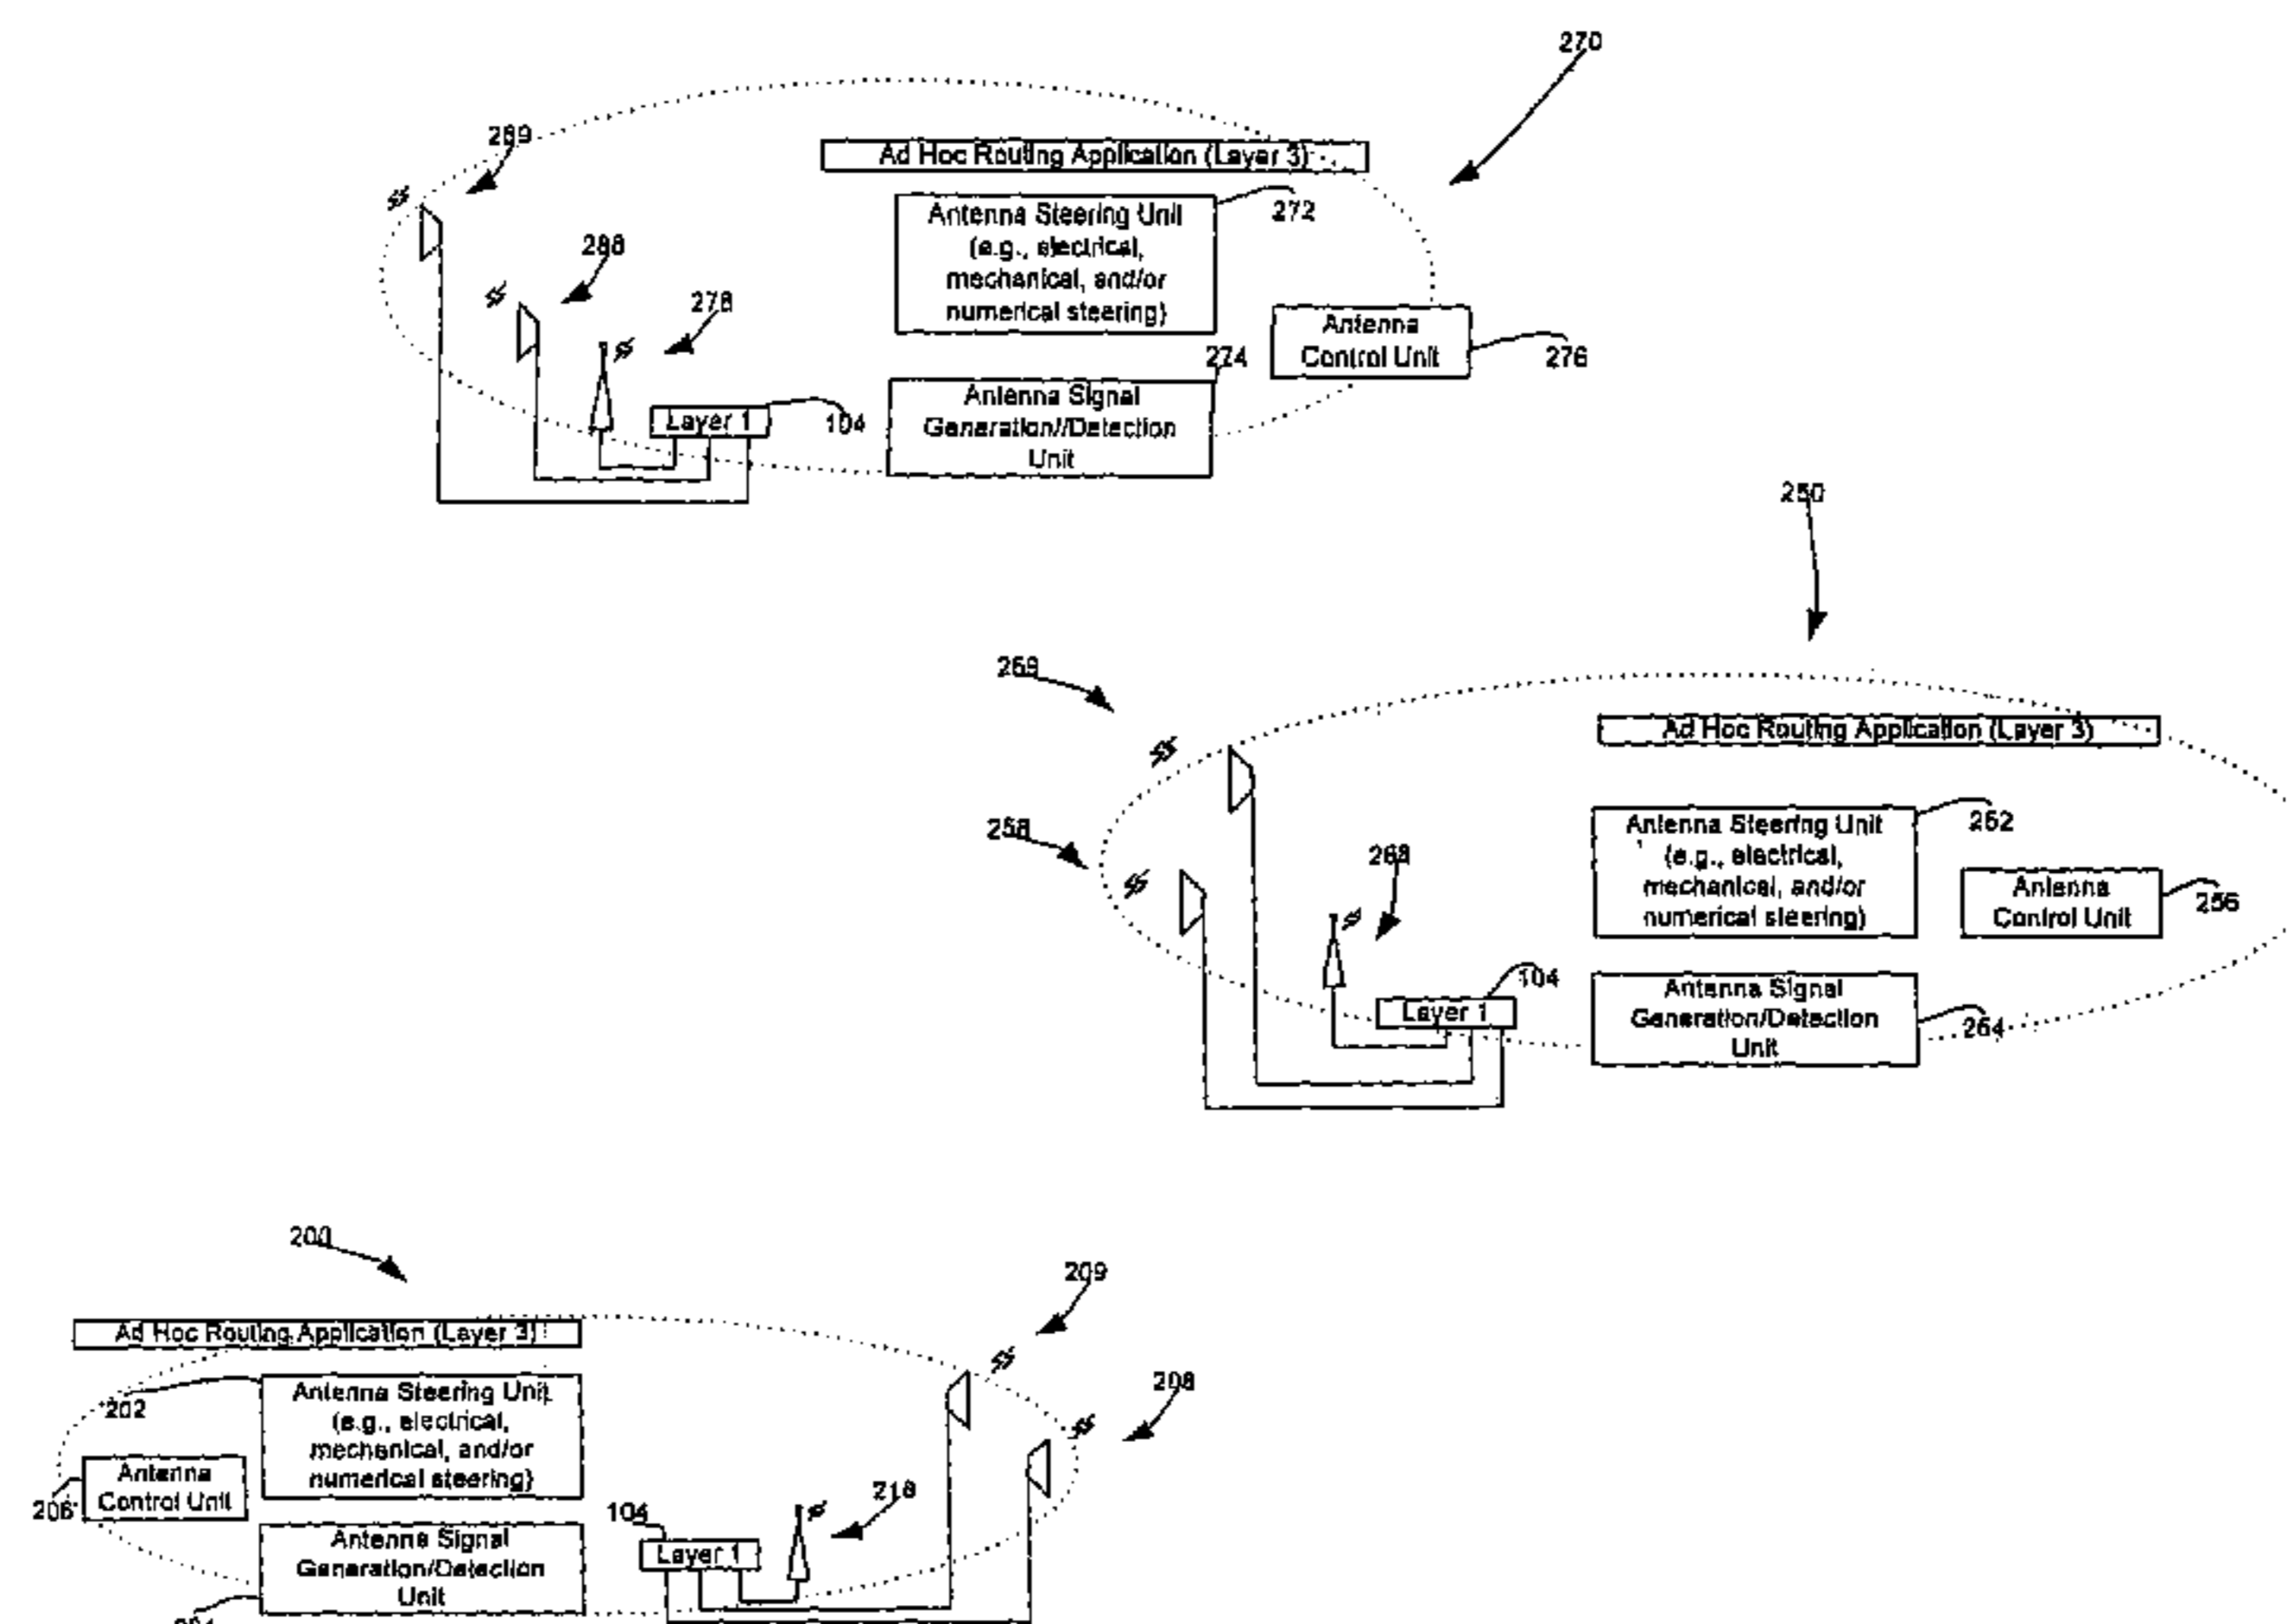 270
289
Ad Hoc Routing Application (Layer 3)
Antenna Steering Unit
(e.g., electrical,
mechanical, and/or
numerical steering)
272
288
278
Antenna
Control Unit
276
274
Antenna Signal
Generation//Detection
Unit
Layer 1
104
250
269
Ad Hoc Routing Application (Layer 3)
258
268
Antenna Steering Unit
(e.g., electrical,
mechanical, and/or
numerical steering)
252
Antenna
Control Unit
256
104
Layer 1
Antenna Signal
Generation/Detection
Unit
254
200
209
Ad Hoc Routing Application (Layer 3)
208
202
Antenna Steering Unit
(e.g., electrical,
mechanical, and/or
numerical steering)
Antenna
Control Unit
206
218
104
Layer 1
Antenna Signal
Generation/Detection
Unit